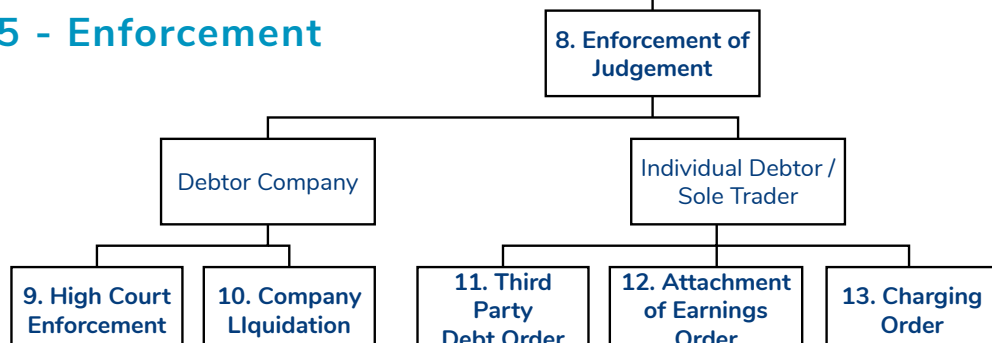 5 - Enforcement
8. Enforcement of
Judgement
Debtor Company
Individual Debtor /
Sole Trader
9. High Court
Enforcement
10. Company
LIquidation
11. Third
Party
Debt Order
12. Attachment
of Earnings
Order
13. Charging
Order